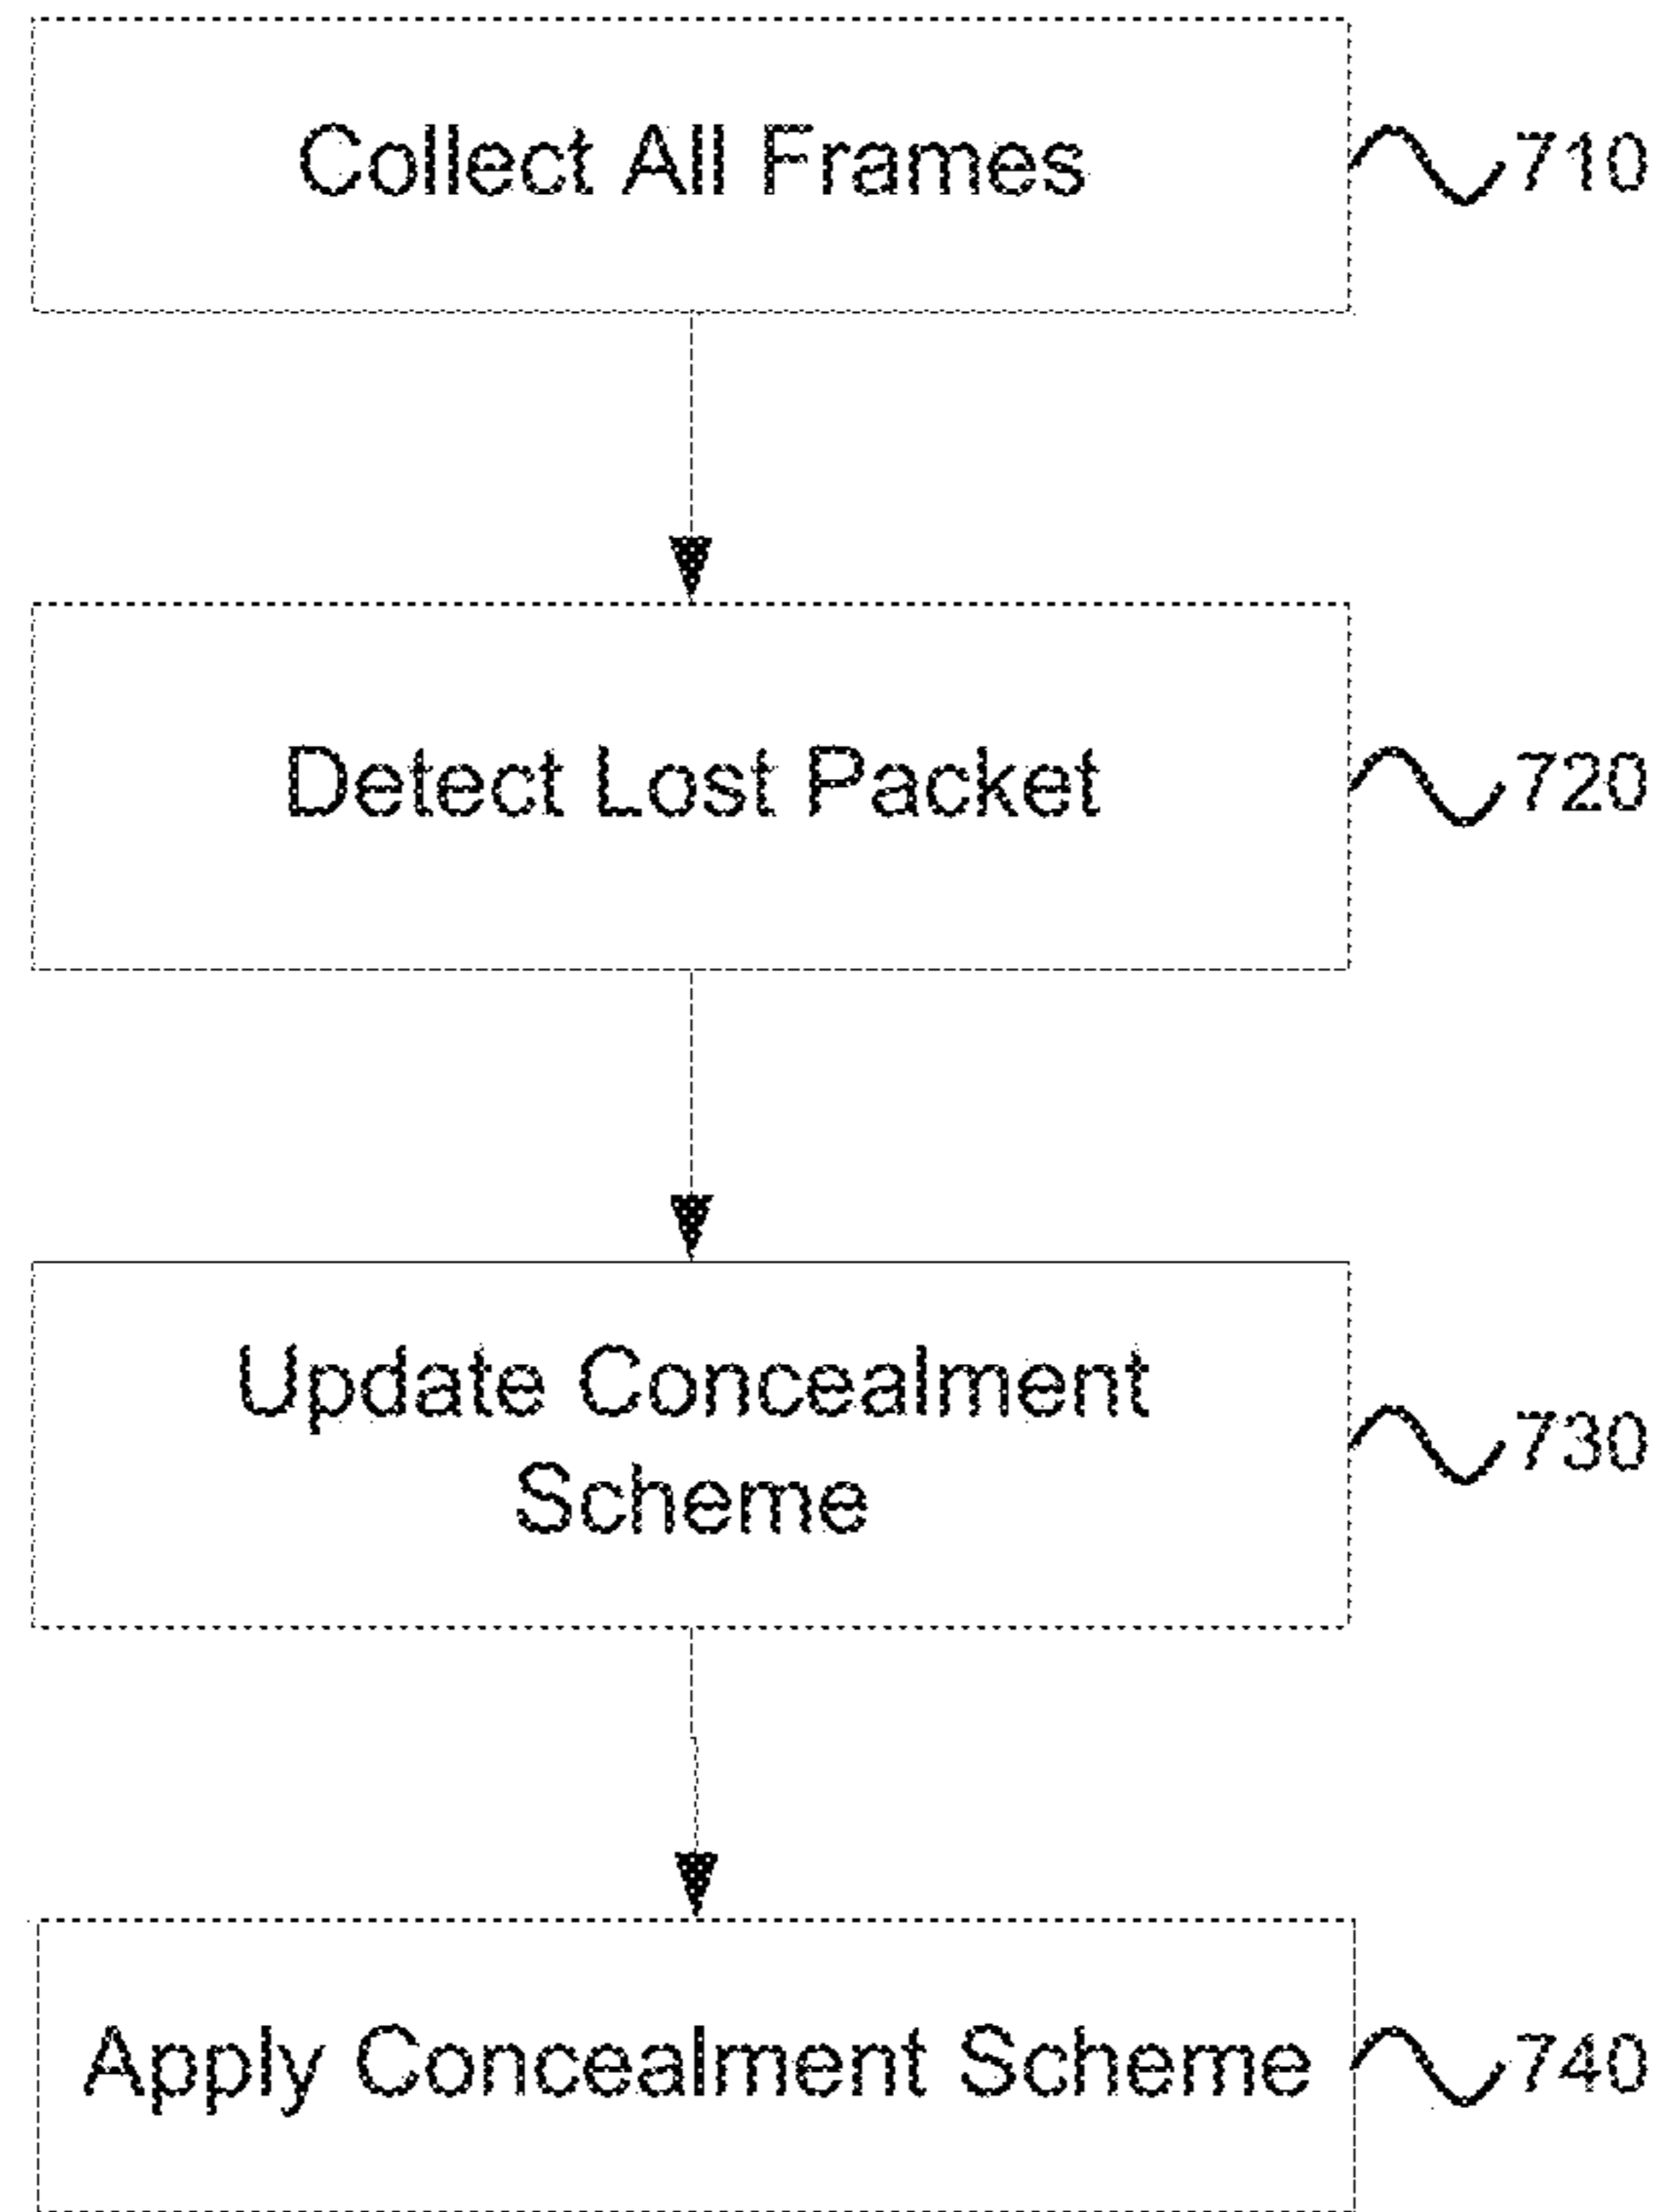 Collect All Frames
710
Detect Lost Packet
720
Update Concealment
Scheme
730
Apply Concealment Scheme
740